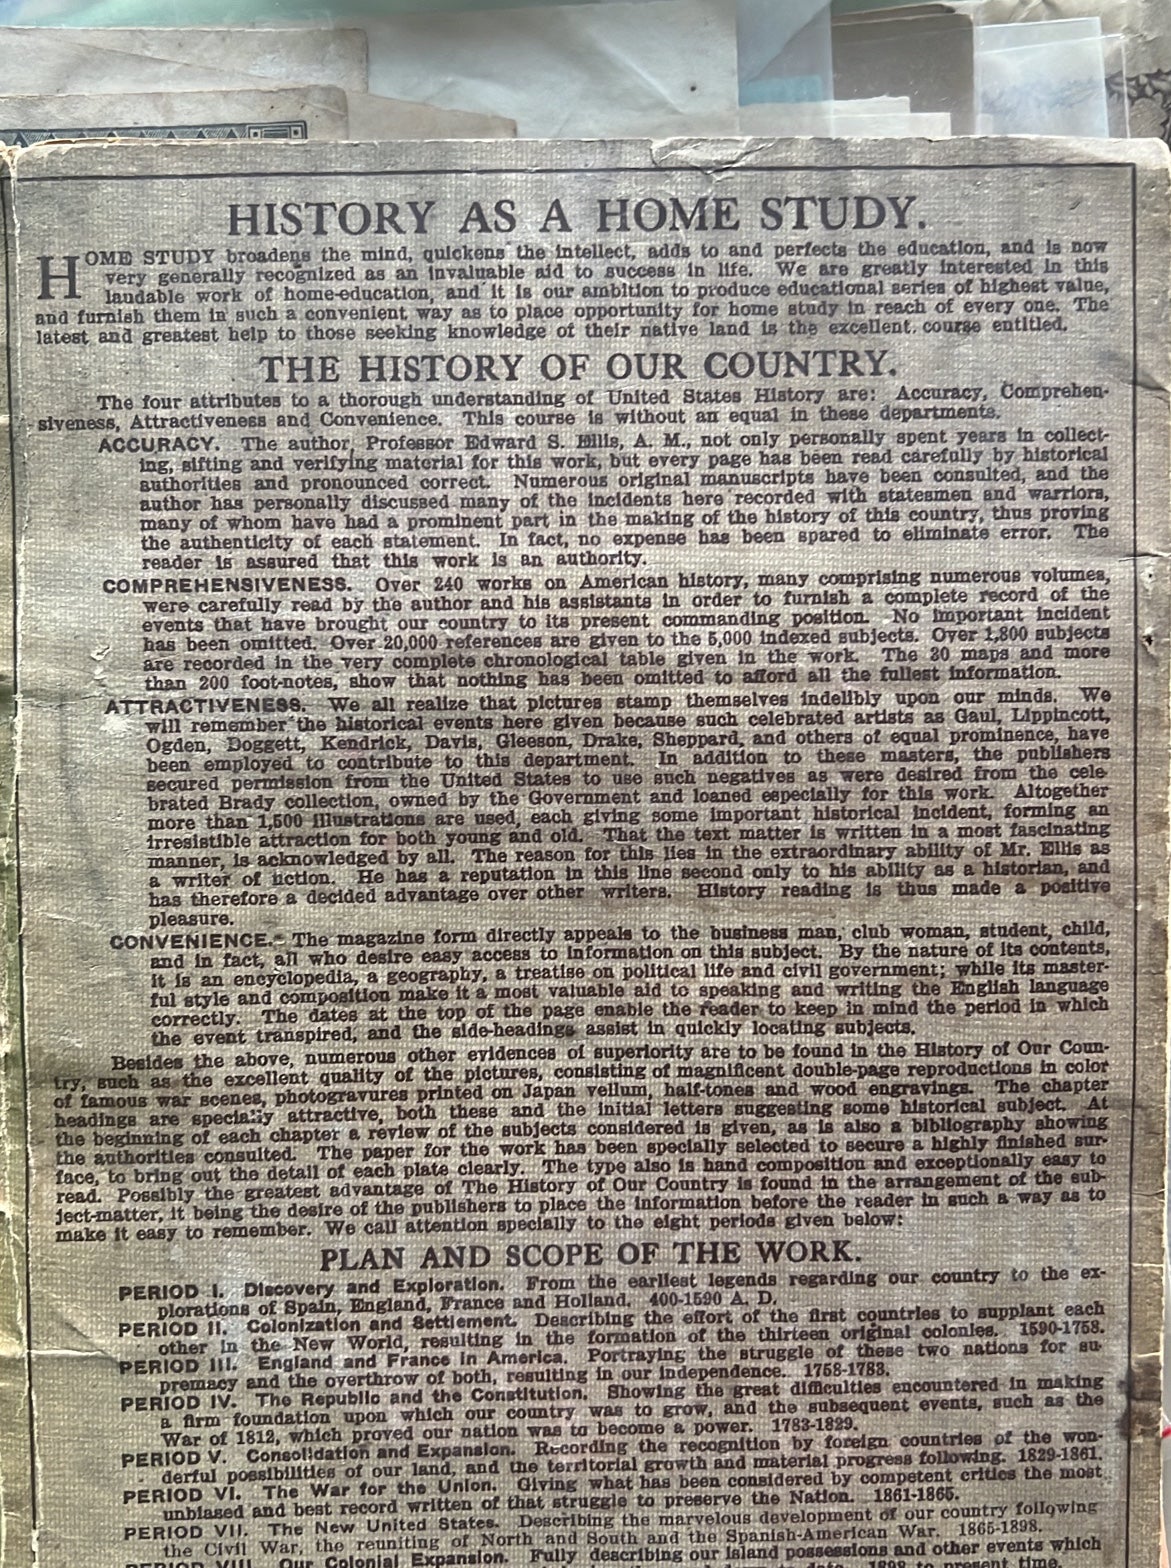 HISTORY AS A HOME STUDY.
HOME STUDY broadens the mind, quickens the intellect, adds to and perfects the education, and is now
very generally recognized as an invaluable aid to success in life. We are greatly interested in this
laudable work of home-education, and it is our ambition to produce educational series of highest value,
and furnish them in such a convenient way as to place opportunity for home study in reach of every one. The
latest and greatest help to those seeking knowledge of their native land is the excellent course entitled.
THE HISTORY OF OUR COUNTRY.
The four attributes to a thorough understanding of United States History are: Accuracy, Comprehen-
siveness, Attractiveness and Convenience. This course is without an equal in these departments.
ACCURACY. The author, Professor Edward S. Ellis, A. M., not only personally spent years in collect-
ing, sifting and verifying material for this work, but every page has been read carefully by historical
authorities and pronounced correct. Numerous original manuscripts have been consulted, and the
author has personally discussed many of the incidents here recorded with statesmen and warriors,
many of whom have had a prominent part in the making of the history of this country, thus proving
the authenticity of each statement. In fact, no expense has been spared to eliminate error. The
reader is assured that this work is an authority.
COMPREHENSIVENESS. Over 240 works on American history, many comprising numerous volumes,
were carefully read by the author and his assistants in order to furnish a complete record of the
events that have brought our country to its present commanding position. No important incident
has been omitted. Over 20,000 references are given to the 5,000 indexed subjects. Over 1,800 subjects
are recorded in the very complete chronological table given in the work. The 30 maps and more
than 200 foot-notes, show that nothing has been omitted to afford all the fullest information.
ATTRACTIVENESS. We all realize that pictures stamp themselves indelibly upon our minds. We
will remember the historical events here given because such celebrated artists as Gaul, Lippincott,
Ogden, Doggett, Kendrick, Davis, Gleeson, Drake, Sheppard, and others of equal prominence, have
been employed to contribute to this department. In addition to these masters, the publishers
secured permission from the United States to use such negatives as were desired from the cele-
brated Brady collection, owned by the Government and loaned especially for this work. Altogether
more than 1,500 illustrations are used, each giving some important historical incident, forming an
irresistible attraction for both young and old. That the text matter is written in a most fascinating
manner, is acknowledged by all. The reason for this lies in the extraordinary ability of Mr. Ellis as
a writer of fiction. He has a reputation in this line second only to his ability as a historian, and
has therefore a decided advantage over other writers. History reading is thus made a positive
pleasure.
CONVENIENCE. The magazine form directly appeals to the business man, club woman, student, child,
and in fact, all who desire easy access to information on this subject. By the nature of its contents,
it is an encyclopedia, a geography, a treatise on political life and civil government; while its master-
ful style and composition make it a most valuable aid to speaking and writing the English language
correctly. The dates at the top of the page enable the reader to keep in mind the period in which
the event transpired, and the side-headings assist in quickly locating subjects.
Besides the above, numerous other evidences of superiority are to be found in the History of Our Coun-
try, such as the excellent quality of the pictures, consisting of magnificent double-page reproductions in color
of famous war scenes, photogravures printed on Japan vellum, half-tones and wood engravings. The chapter
headings are specially attractive, both these and the initial letters suggesting some historical subject. At
the beginning of each chapter a review of the subjects considered is given, as is also a bibliography showing
the authorities consulted. The paper for the work has been specially selected to secure a highly finished sur-
face, to bring out the detail of each plate clearly. The type also is hand composition and exceptionally easy to
read. Possibly the greatest advantage of The History of Our Country is found in the arrangement of the sub-
ject-matter, it being the desire of the publishers to place the information before the reader in such a way as to
make it easy to remember. We call attention specially to the eight periods given below:
PLAN AND SCOPE OF THE WORK.
PERIOD I. Discovery and Exploration. From the earliest legends regarding our country to the ex-
plorations of Spain, England, France and Holland. 400-1590 A. D.
PERIOD II. Colonization and Settlement. Describing the effort of the first countries to supplant each
other in the New World, resulting in the formation of the thirteen original colonies. 1590-1758.
PERIOD III. England and France in America. Portraying the struggle of these two nations for su-
premacy and the overthrow of both, resulting in our independence. 1758-1783.
PERIOD IV. The Republic and the Constitution. Showing the great difficulties encountered in making
a firm foundation upon which our country was to grow, and the subsequent events, such as the
War of 1812, which proved our nation was to become a power. 1783-1829.
PERIOD V. Consolidation and Expansion. Recording the recognition by foreign countries of the won-
derful possibilities of our land, and the territorial growth and material progress following. 1829-1861.
PERIOD VI. The War for the Union. Giving what has been considered by competent critics the most
unbiased and best record written of that struggle to preserve the Nation. 1861-1865.
PERIOD VII. The New United States. Describing the marvelous development of our country following
the Civil War, the reuniting of North and South and the Spanish-American War. 1865-1898.
PERIOD VIII. Our Colonial Expansion. Fully describing our island possessions and other events which
1898 to present time.